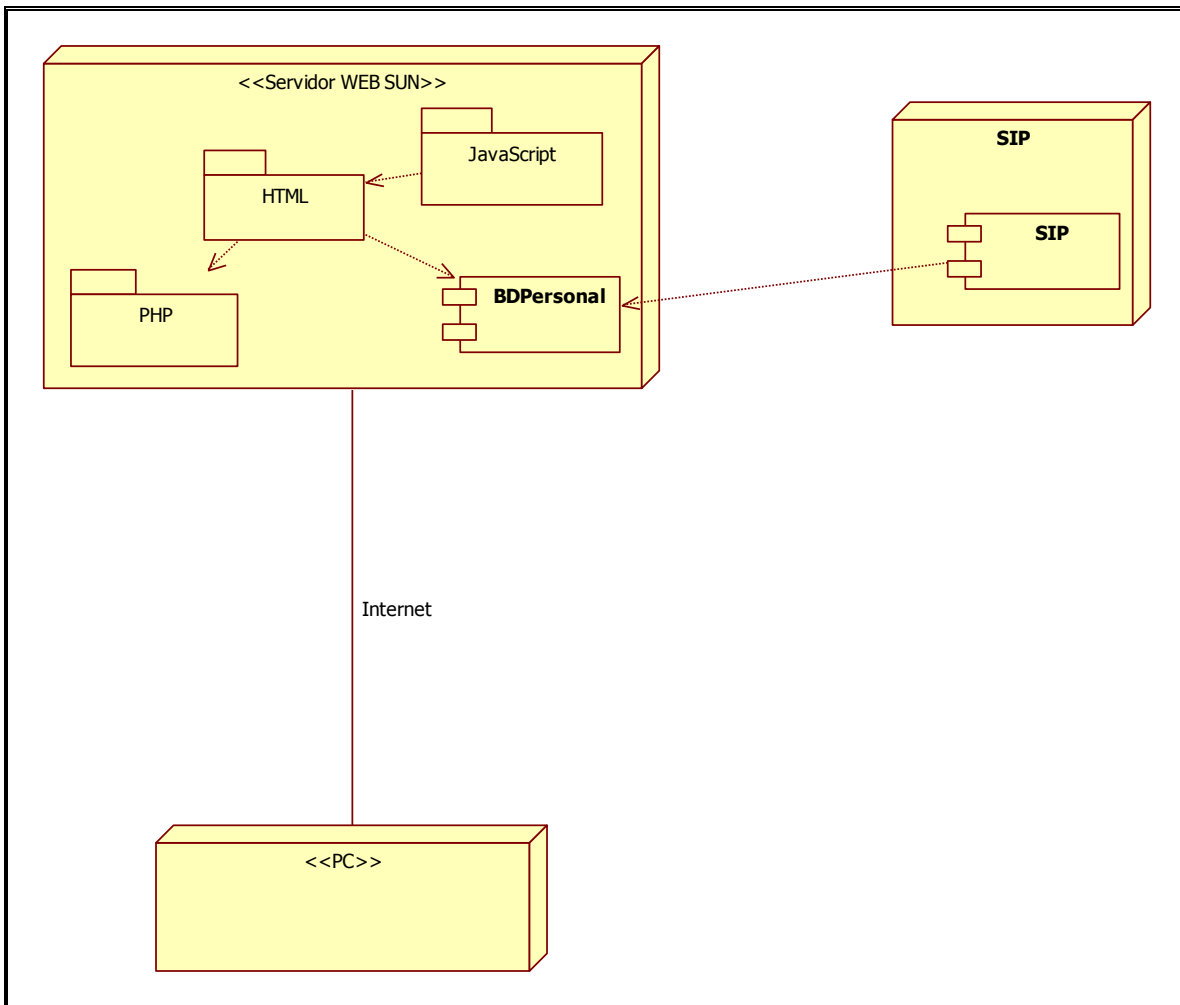 <<Servidor WEB SUN>>
JavaScript
HTML
PHP
BDPersonal
SIP
SIP
Internet
<<PC>>